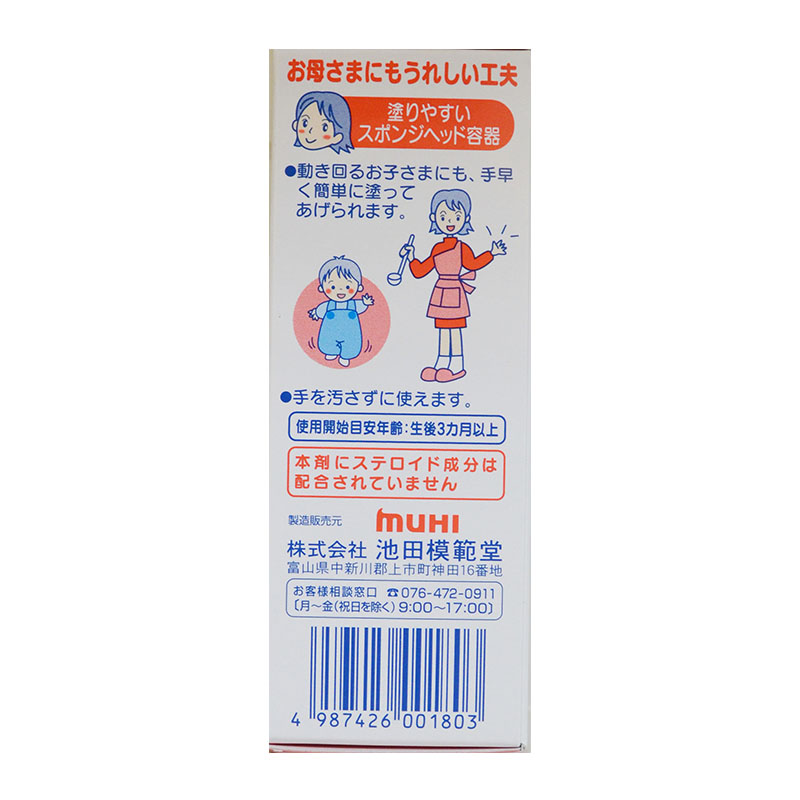 お母さまにもうれしい工夫
塗りやすい
スポンジヘッド容器
●動き回るお子さまにも、手早
く簡単に塗って
あげられます。
●手を汚さずに使えます。
使用開始目安年齢:生後3カ月以上
本剤にステロイド成分は
配合されていません
製造販売元 MUHI
株式会社 池田模範堂
富山県中新川郡上市町神田16番地
お客様相談窓口 ☎076-472-0911
〔月〜金(祝日を除く)9:00〜17:00〕
4 987426 001803